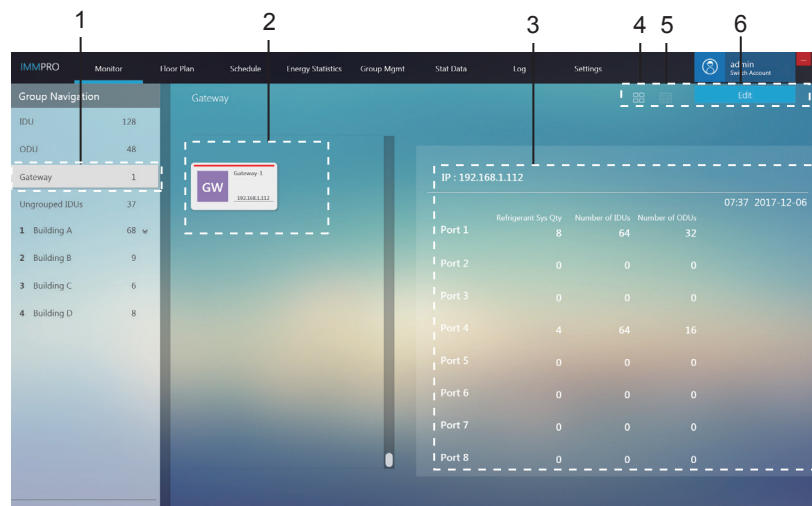 1 2 3 4 5 6
IMMPRO Monitor Floor Plan Schedule Energy Statistics Group Mgmt Stat Data Log Settings admin
Switch Account
Group Navigation Gateway Edit
IDU 128
ODU 48
Gateway 1
Ungrouped IDUs 37
1 Building A 68
2 Building B 9
3 Building C 6
4 Building D 8
GW Gateway-1
192.168.1.112
IP : 192.168.1.112
07:37 2017-12-06
Refrigerant Sys Qty Number of IDUs Number of ODUs
Port 1 8 64 32
Port 2 0 0 0
Port 3 0 0 0
Port 4 4 64 16
Port 5 0 0 0
Port 6 0 0 0
Port 7 0 0 0
Port 8 0 0 0